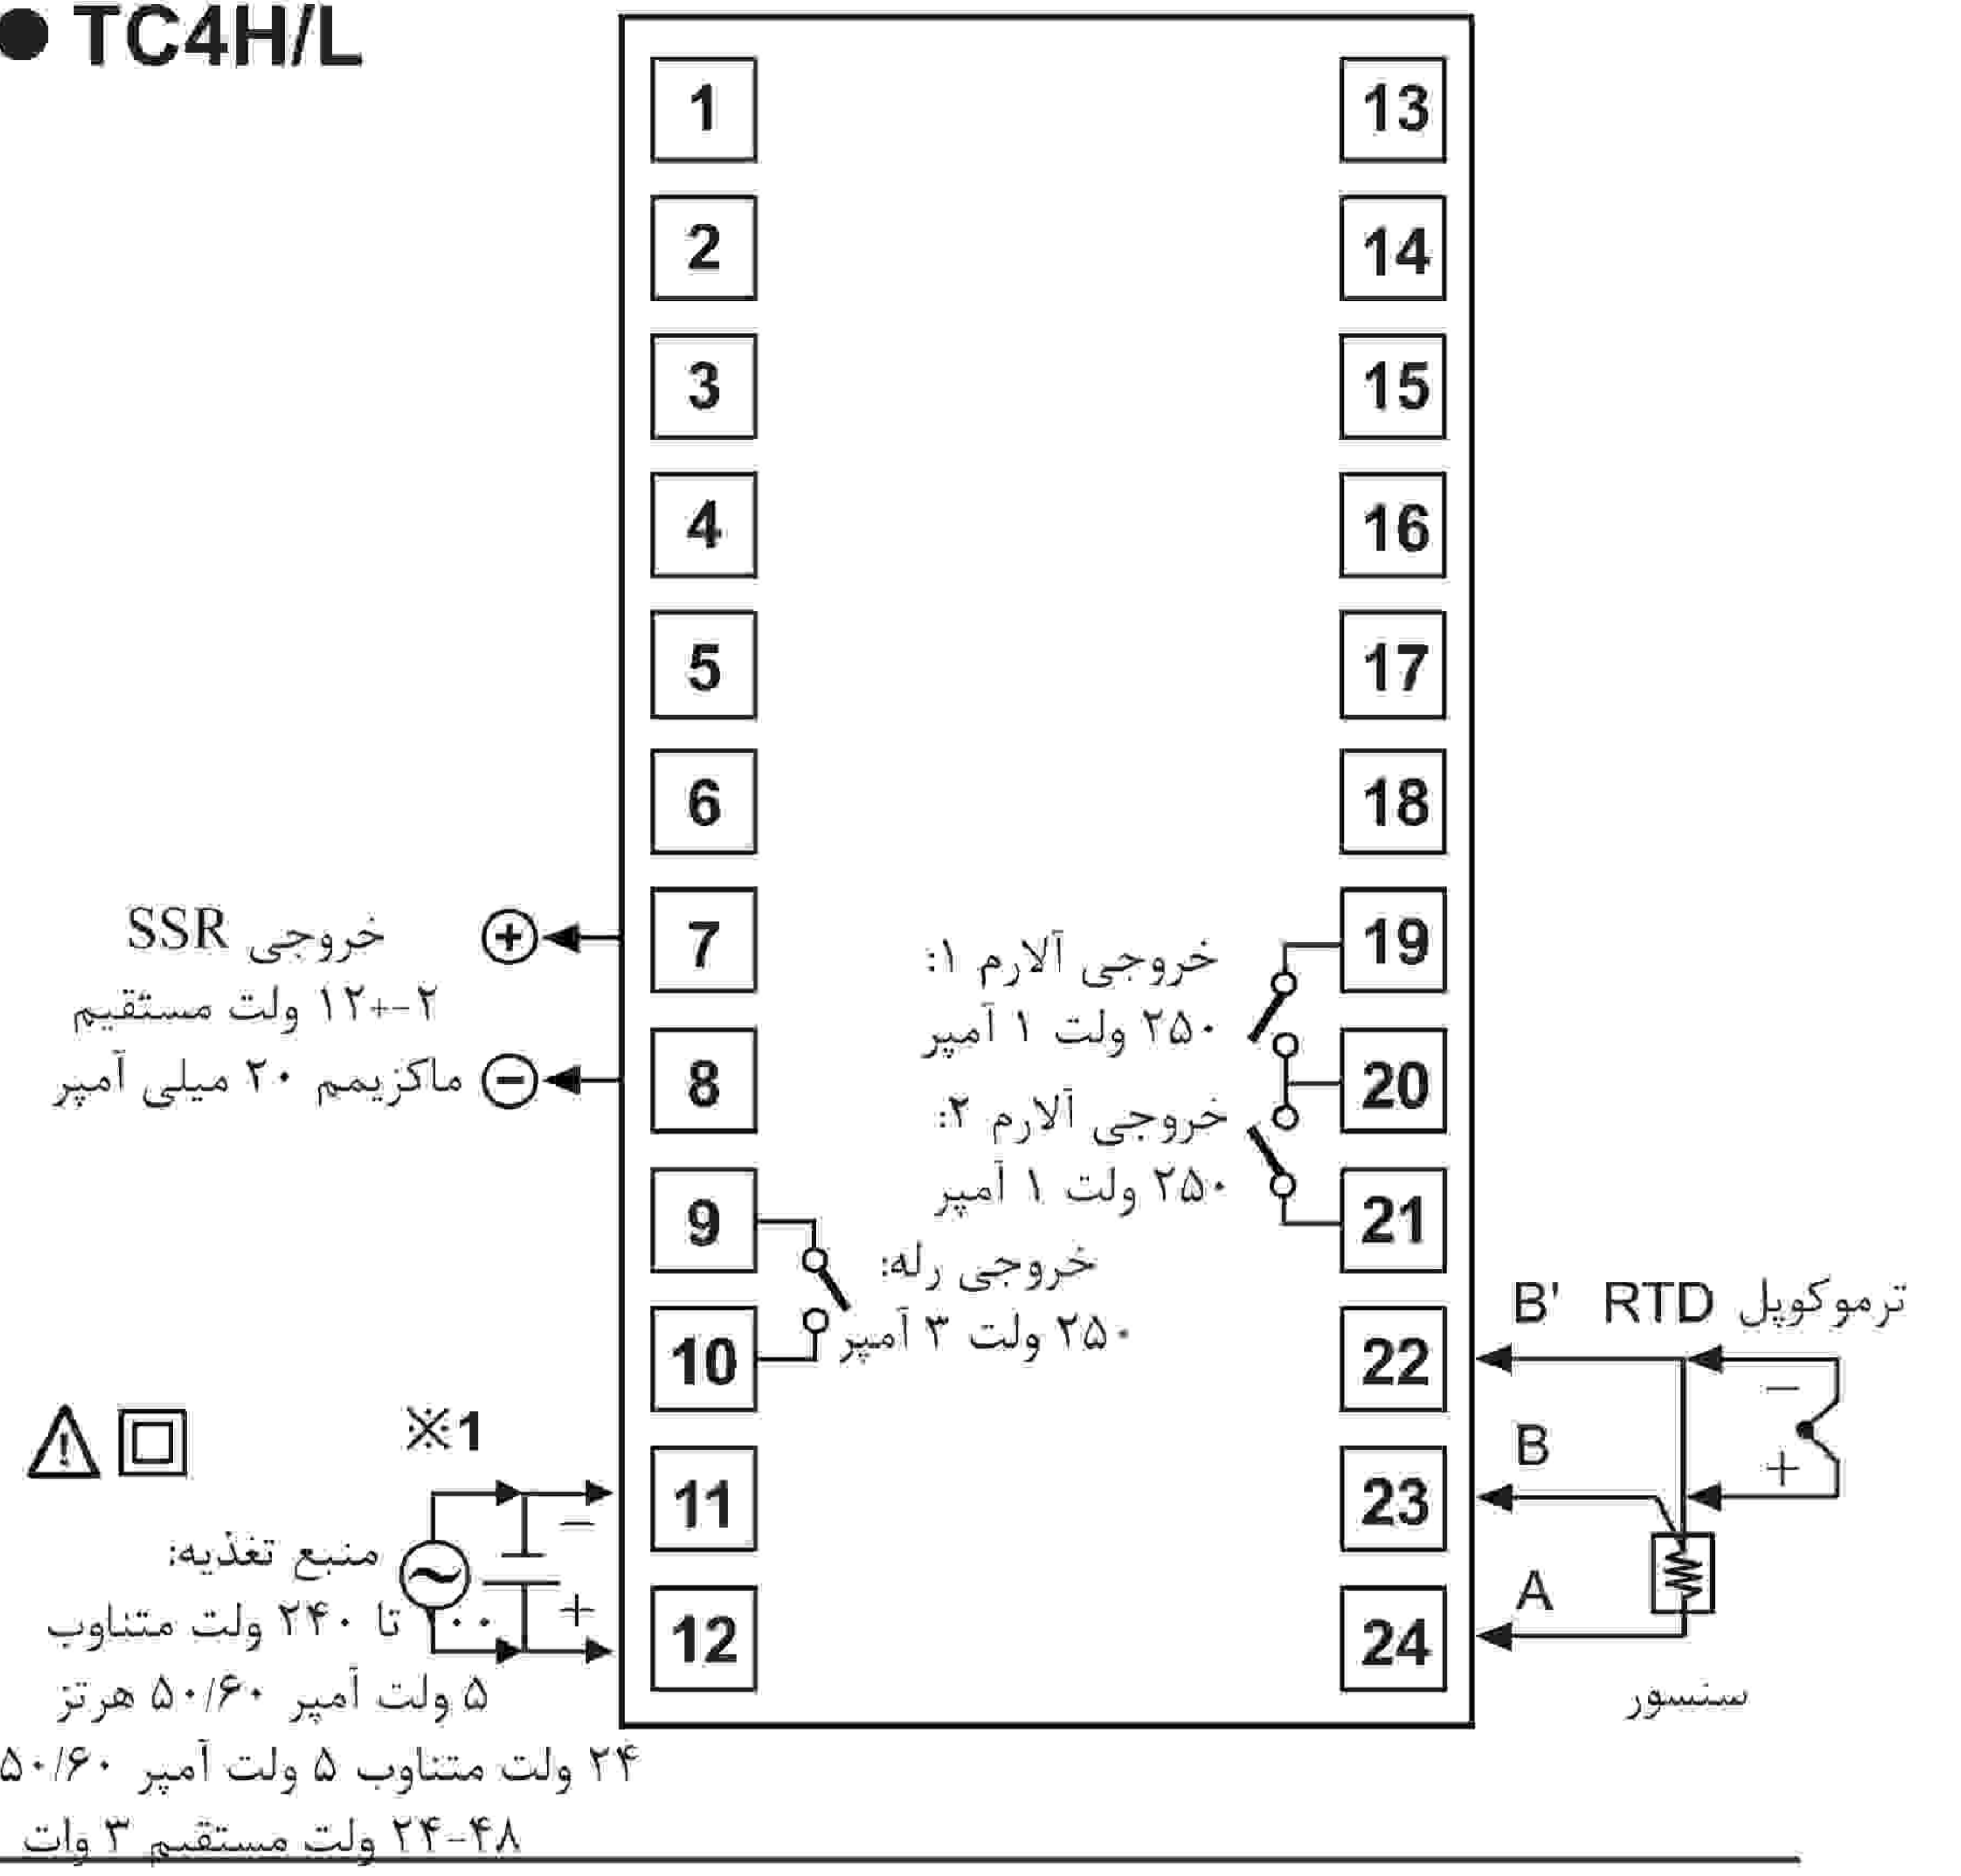 ● TC4H/L
1
2
3
4
5
6
7
8
9
10
11
12
13
14
15
16
17
18
19
20
21
22
23
24
خروجی SSR
۱۲+-۲ ولت مستقیم
ماکزیمم ۲۰ میلی آمپر
+
−
خروجی آلارم ۱:
۲۵۰ ولت ۱ آمپر
خروجی آلارم ۲:
۲۵۰ ولت ۱ آمپر
خروجی رله:
۲۵۰ ولت ۳ آمپر
※1
−
+
منبع تغذیه:
۱۰۰ تا ۲۴۰ ولت متناوب
۵ ولت آمپر ۵۰/۶۰ هرتز
۲۴ ولت متناوب ۵ ولت آمپر ۵۰/۶۰
۲۴-۴۸ ولت مستقیم ۳ وات
B' RTD ترموکوپل
−
B
+
A
سنسور